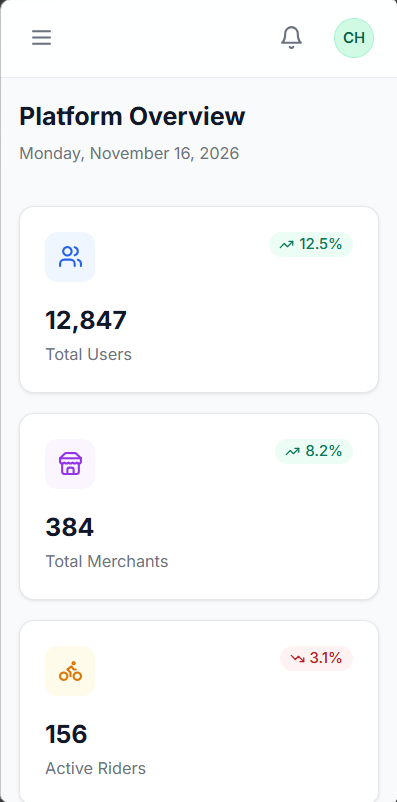 CH
Platform Overview
Monday, November 16, 2026
12.5%
12,847
Total Users
8.2%
384
Total Merchants
3.1%
156
Active Riders